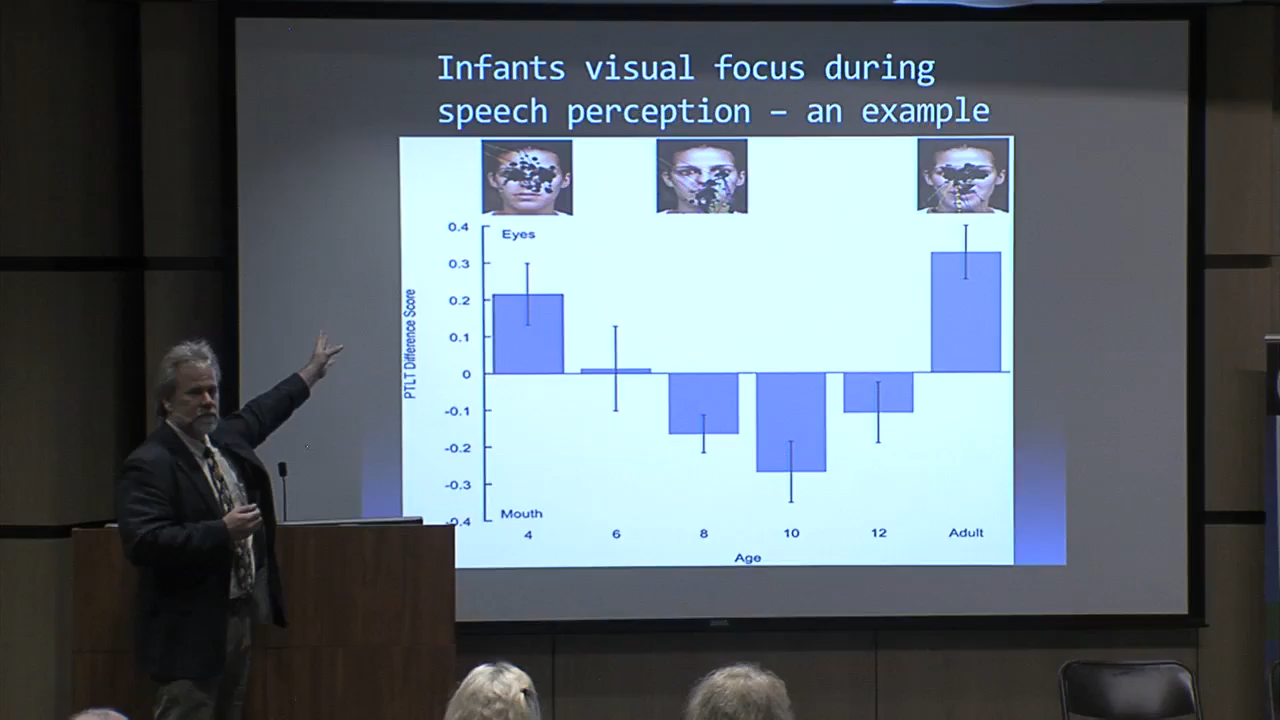 Infants visual focus during
speech perception – an example
0.4
Eyes
0.3
0.2
0.1
0
-0.1
-0.2
-0.3
-0.4
Mouth
PTLT Difference Score
4 6 8 10 12 Adult
Age